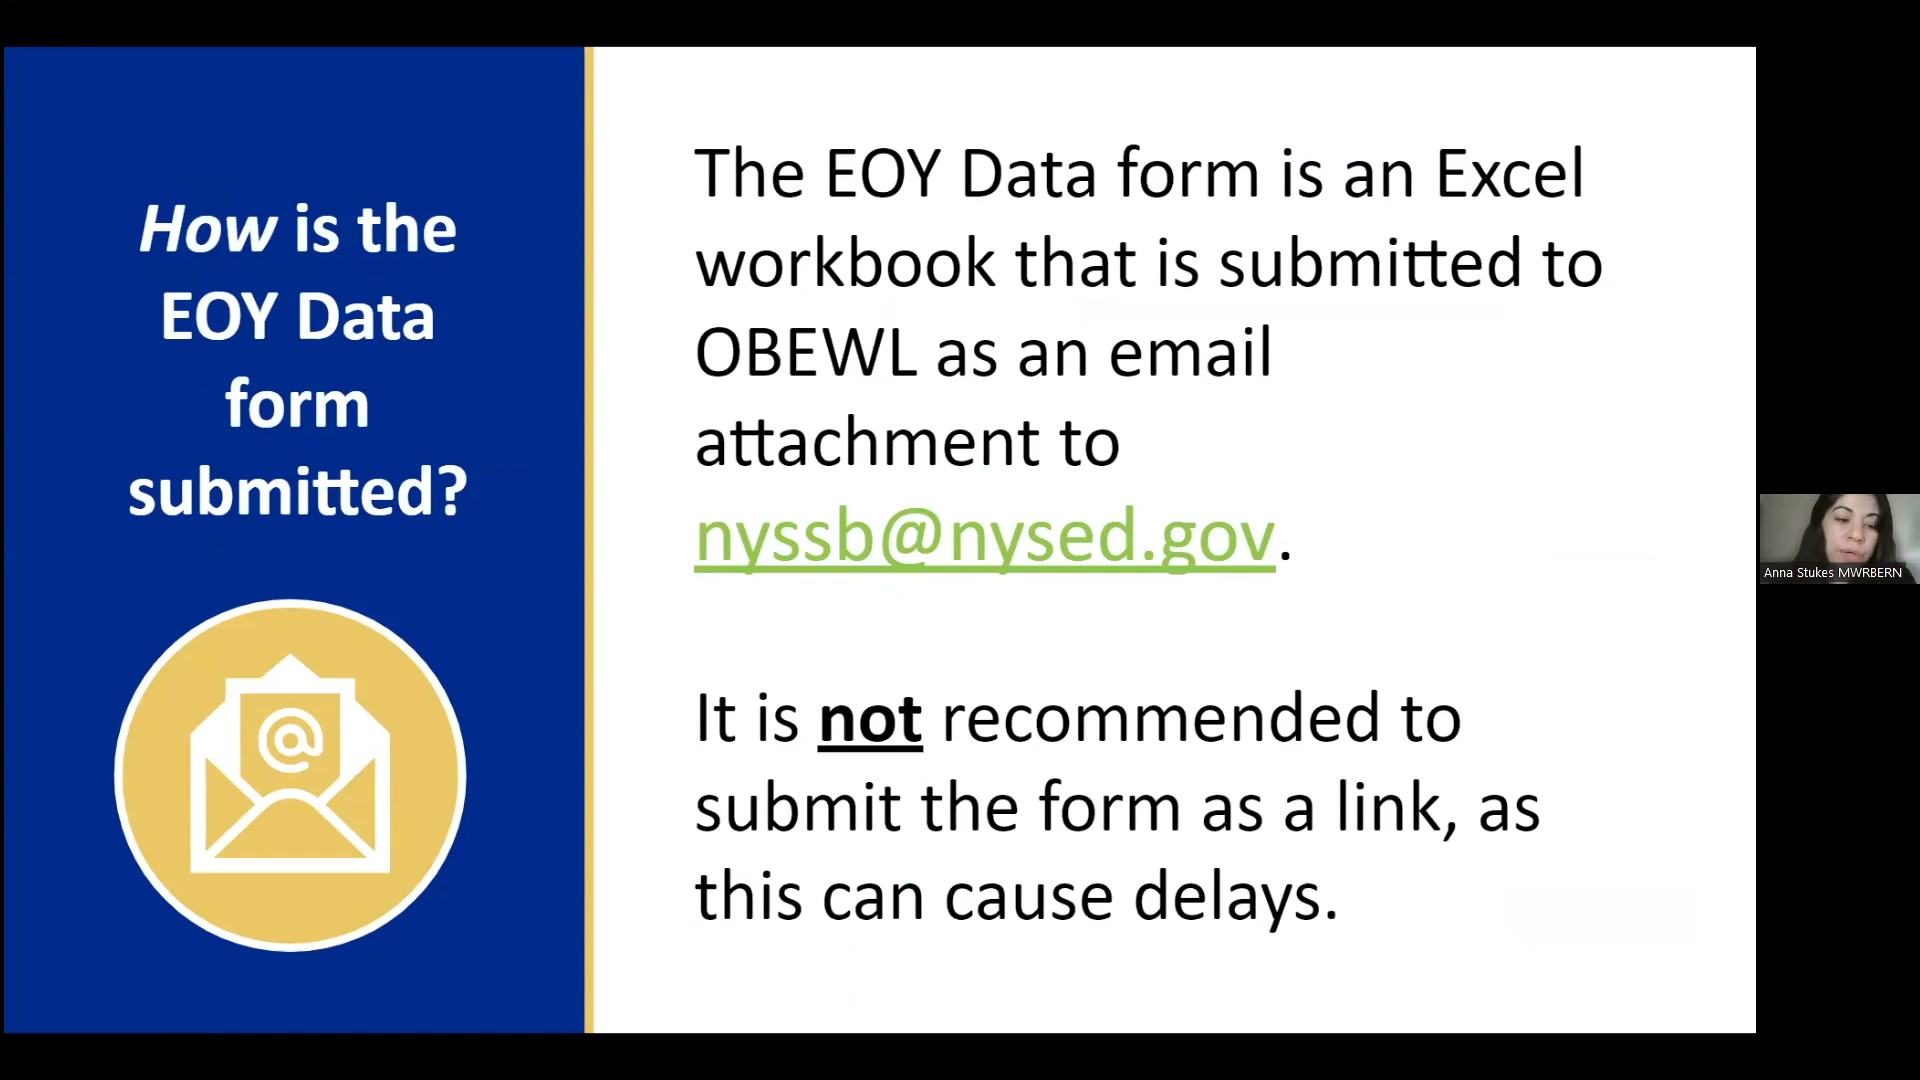 How is the
EOY Data
form
submitted?
@
The EOY Data form is an Excel
workbook that is submitted to
OBEWL as an email
attachment to
nyssb@nysed.gov.
It is not recommended to
submit the form as a link, as
this can cause delays.
Anna Stukes MWRBERN